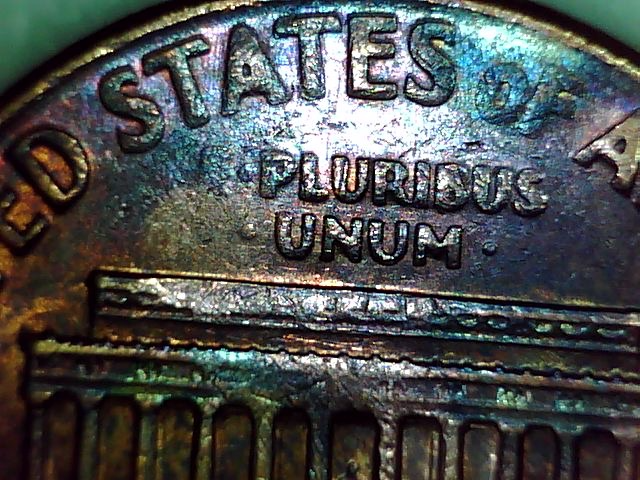 ED STATES OF A
PLURIBUS
·UNUM·